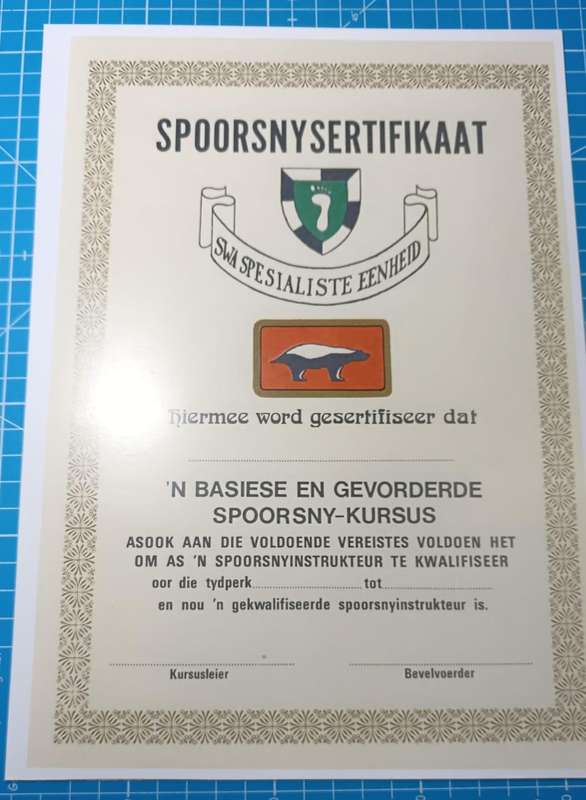 SPOORSNYSERTIFIKAAT
SWA SPESIALISTE EENHEID
Hiermee word gesertifiseer dat
'N BASIESE EN GEVORDERDE
SPOORSNY-KURSUS
ASOOK AAN DIE VOLDOENDE VEREISTES VOLDOEN HET
OM AS 'N SPOORSNYINSTRUKTEUR TE KWALIFISEER
oor die tydperk tot
en nou 'n gekwalifiseerde spoorsnyinstrukteur is.
Kursusleier Bevelvoerder